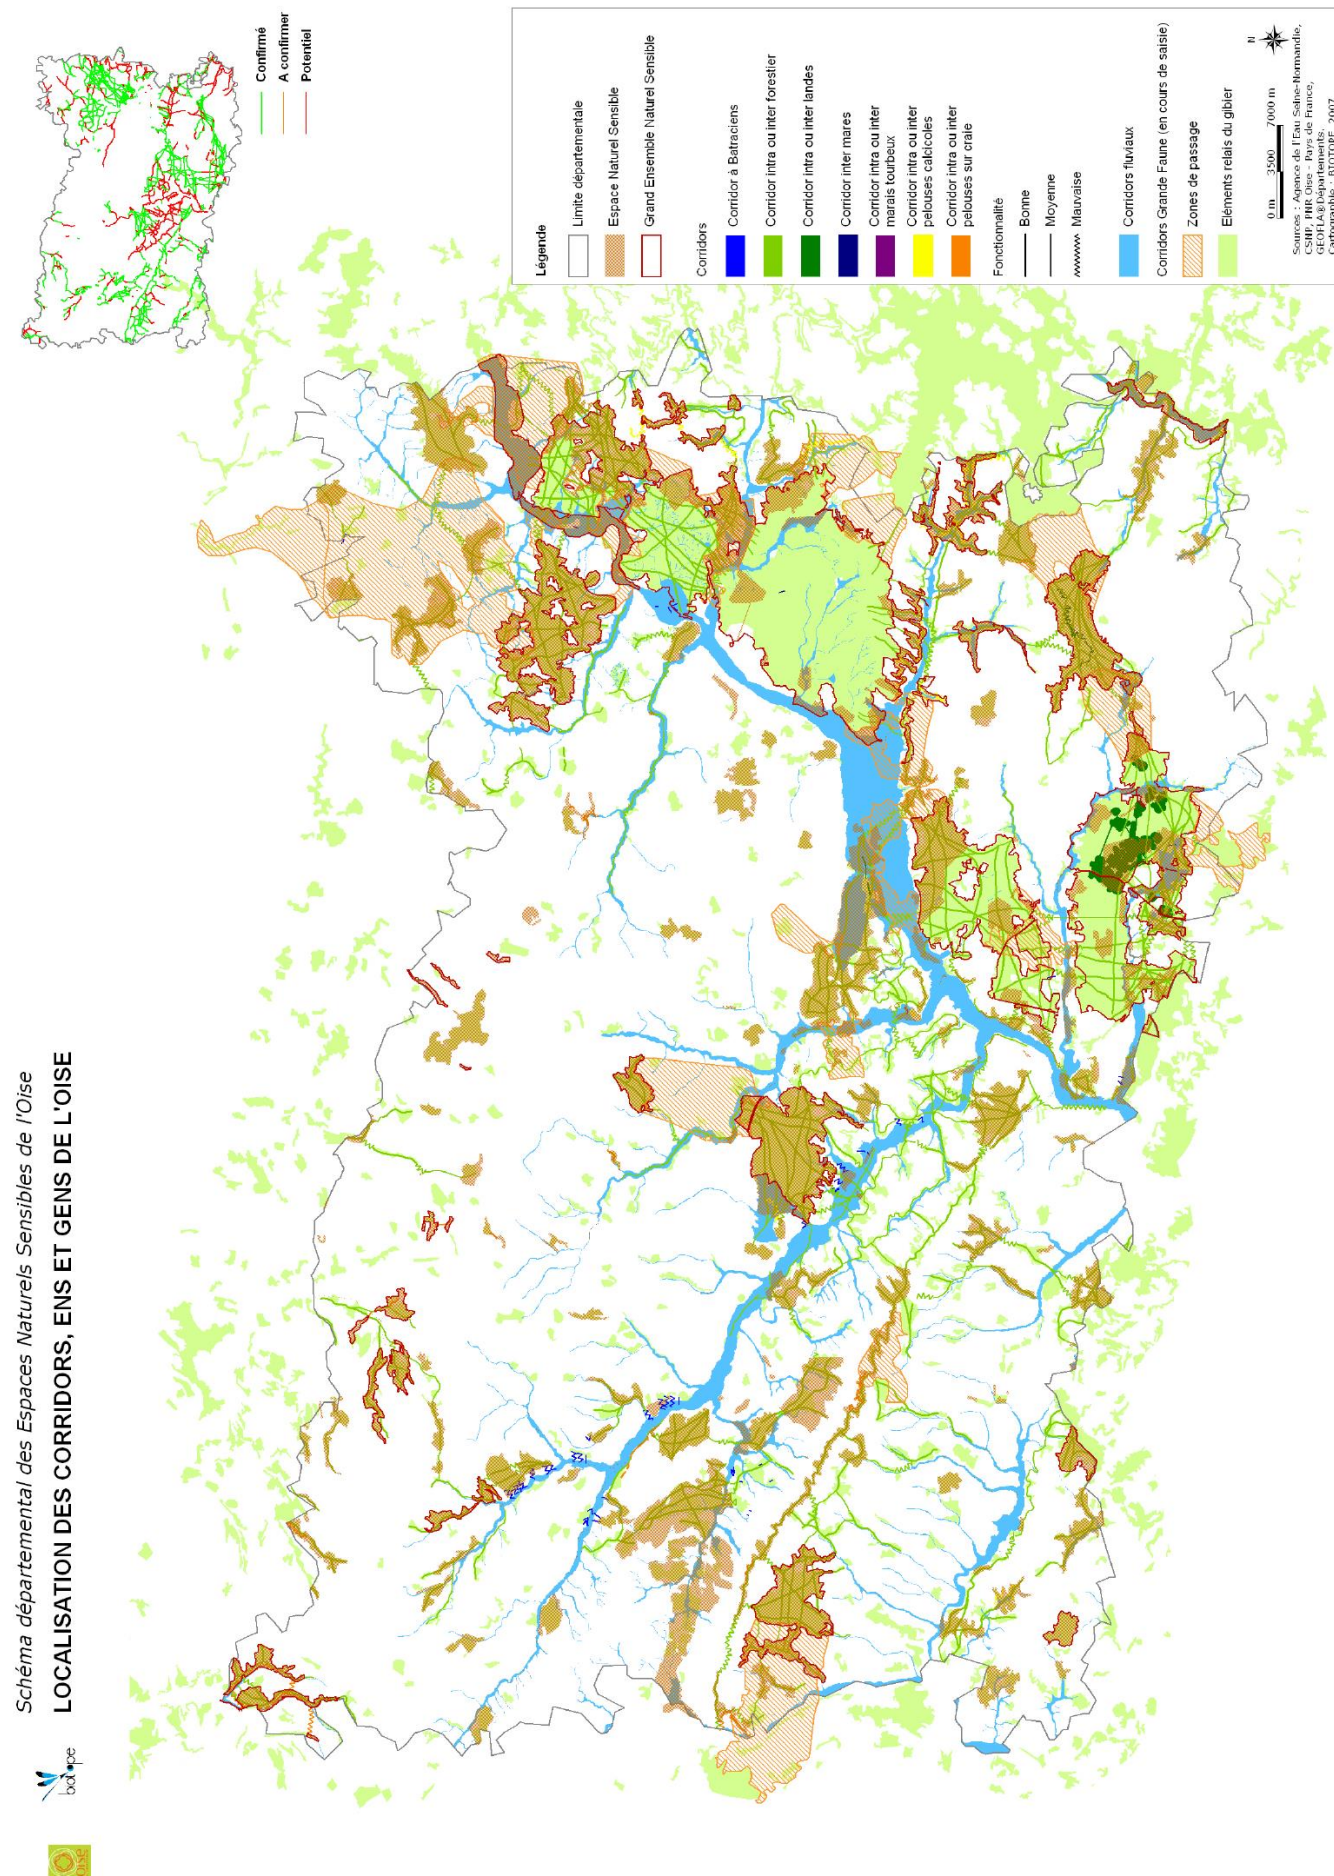 Schéma départemental des Espaces Naturels Sensibles de l'Oise
LOCALISATION DES CORRIDORS, ENS ET GENS DE L'OISE
biotope
oise
Confirmé
A confirmer
Potentiel
Légende
Limite départementale
Espace Naturel Sensible
Grand Ensemble Naturel Sensible
Corridors
Corridor à Batraciens
Corridor intra ou inter forestier
Corridor intra ou inter landes
Corridor inter mares
Corridor intra ou inter
marais tourbeux
Corridor intra ou inter
pelouses calcicoles
Corridor intra ou inter
pelouses sur craie
Fonctionnalité
Bonne
Moyenne
Mauvaise
Corridors fluviaux
Corridors Grande Faune (en cours de saisie)
Zones de passage
Eléments relais du gibier
N
0 m 3500 7000 m
Sources : Agence de l'Eau Seine-Normandie,
CSNP, PNR Oise - Pays de France,
GEOFLA®Départements.
Cartographie : BIOTOPE, 2007